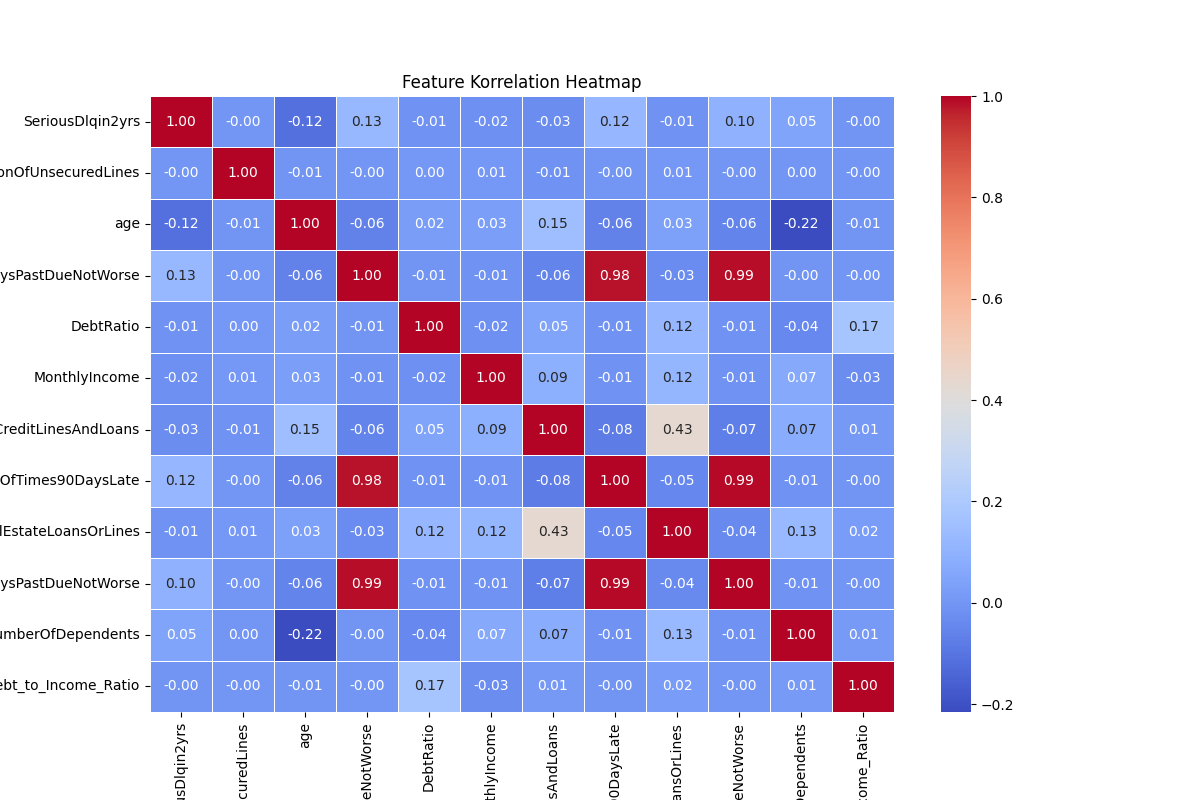 Feature Korrelation Heatmap
SeriousDlqin2yrs 1.00 -0.00 -0.12 0.13 -0.01 -0.02 -0.03 0.12 -0.01 0.10 0.05 -0.00
onOfUnsecuredLines -0.00 1.00 -0.01 -0.00 0.00 0.01 -0.01 -0.00 0.01 -0.00 0.00 -0.00
age -0.12 -0.01 1.00 -0.06 0.02 0.03 0.15 -0.06 0.03 -0.06 -0.22 -0.01
ysPastDueNotWorse 0.13 -0.00 -0.06 1.00 -0.01 -0.01 -0.06 0.98 -0.03 0.99 -0.00 -0.00
DebtRatio -0.01 0.00 0.02 -0.01 1.00 -0.02 0.05 -0.01 0.12 -0.01 -0.04 0.17
MonthlyIncome -0.02 0.01 0.03 -0.01 -0.02 1.00 0.09 -0.01 0.12 -0.01 0.07 -0.03
CreditLinesAndLoans -0.03 -0.01 0.15 -0.06 0.05 0.09 1.00 -0.08 0.43 -0.07 0.07 0.01
OfTimes90DaysLate 0.12 -0.00 -0.06 0.98 -0.01 -0.01 -0.08 1.00 -0.05 0.99 -0.01 -0.00
lEstateLoansOrLines -0.01 0.01 0.03 -0.03 0.12 0.12 0.43 -0.05 1.00 -0.04 0.13 0.02
ysPastDueNotWorse 0.10 -0.00 -0.06 0.99 -0.01 -0.01 -0.07 0.99 -0.04 1.00 -0.01 -0.00
umberOfDependents 0.05 0.00 -0.22 -0.00 -0.04 0.07 0.07 -0.01 0.13 -0.01 1.00 0.01
ebt_to_Income_Ratio -0.00 -0.00 -0.01 -0.00 0.17 -0.03 0.01 -0.00 0.02 -0.00 0.01 1.00
usDlqin2yrs
curedLines
age
eNotWorse
DebtRatio
thlyIncome
sAndLoans
00DaysLate
ansOrLines
eNotWorse
Dependents
ome_Ratio
1.0
0.8
0.6
0.4
0.2
0.0
−0.2